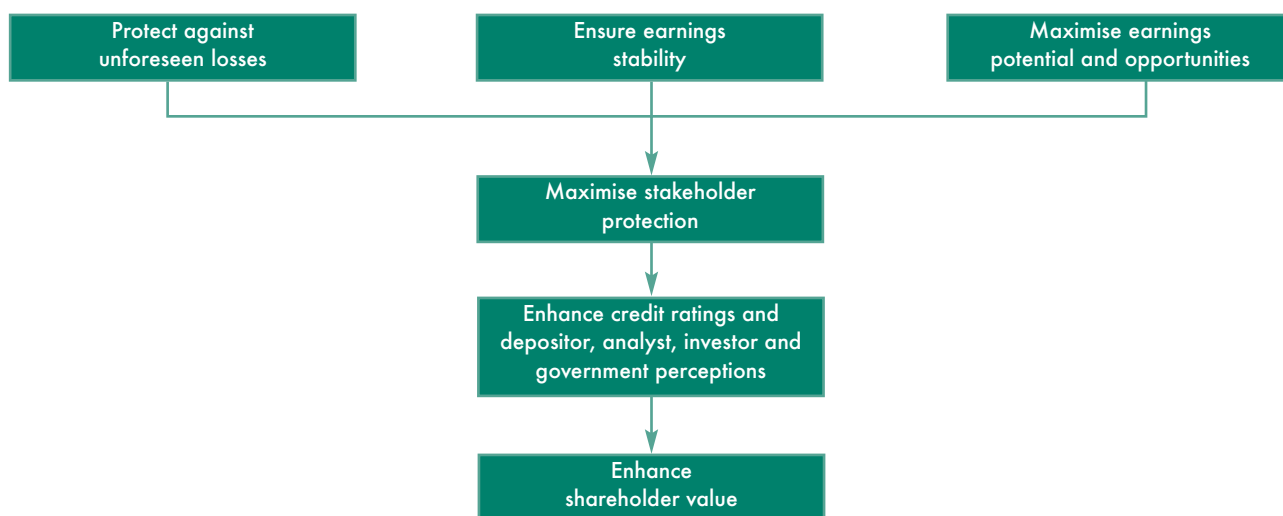 Protect against
unforeseen losses
Ensure earnings
stability
Maximise earnings
potential and opportunities
Maximise stakeholder
protection
Enhance credit ratings and
depositor, analyst, investor and
government perceptions
Enhance
shareholder value